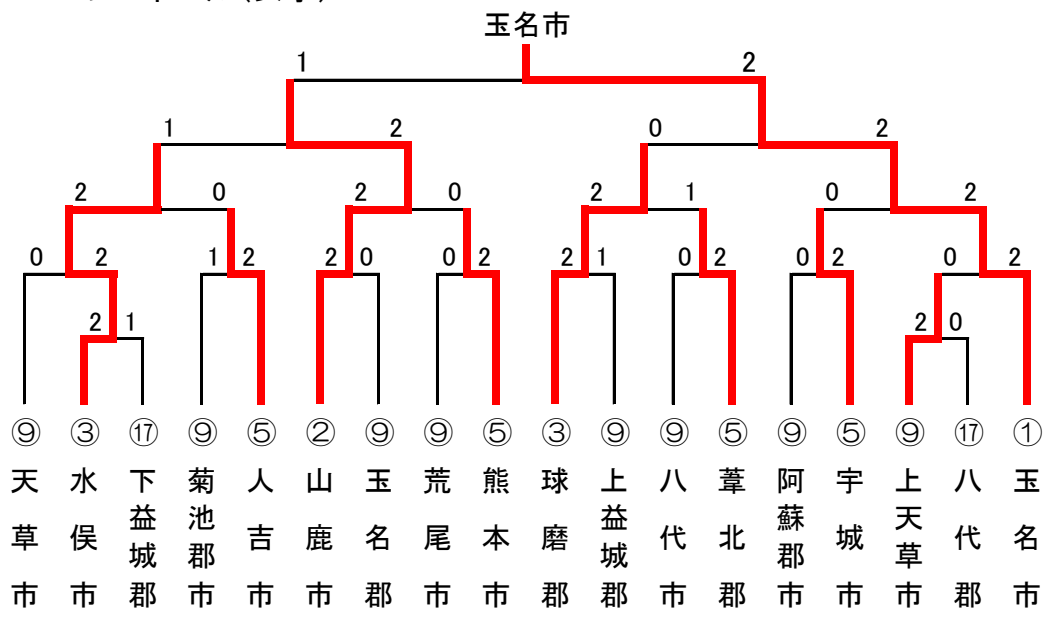 玉名市
1 2
1 2 0 2
2 0 2 0 2 1 0 2
0 2 1 2 2 0 0 2 2 1 0 2 0 2 0 2
2 1 2 0
⑨ ③ ⑰ ⑨ ⑤ ② ⑨ ⑨ ⑤ ③ ⑨ ⑨ ⑤ ⑨ ⑤ ⑨ ⑰ ①
天草市
水俣市
下益城郡
菊池郡市
人吉市
山鹿市
玉名郡
荒尾市
熊本市
球磨郡
上益城郡
八代市
葦北郡
阿蘇郡市
宇城市
上天草市
八代郡
玉名市